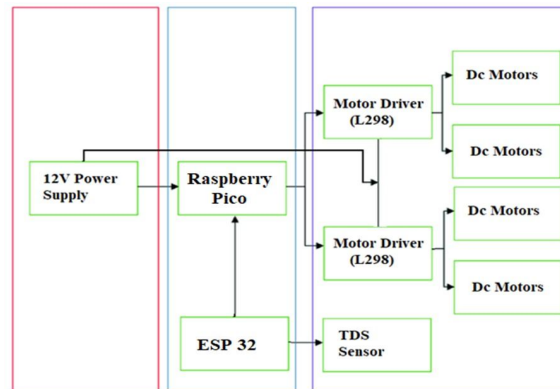 Dc Motors
Motor Driver
(L298)
Dc Motors
12V Power
Supply
Raspberry
Pico
Dc Motors
Motor Driver
(L298)
Dc Motors
ESP 32
TDS
Sensor